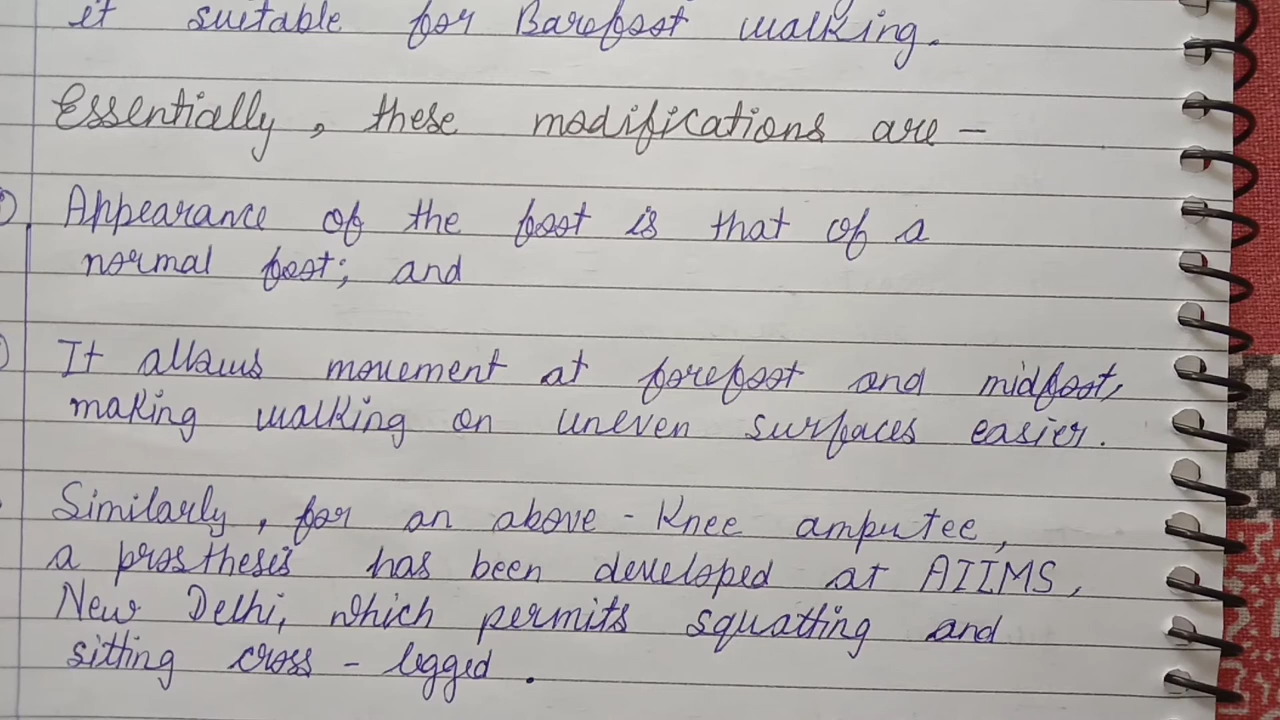 it suitable for Barefoot walking.
Essentially, these modifications are -
Appearance of the foot is that of a
normal foot; and
It allows movement at forefoot and midfoot,
making walking on uneven surfaces easier.
Similarly, for an above - Knee amputee,
a prosthesis has been developed at AIIMS,
New Delhi, which permits squatting and
sitting cross - legged.